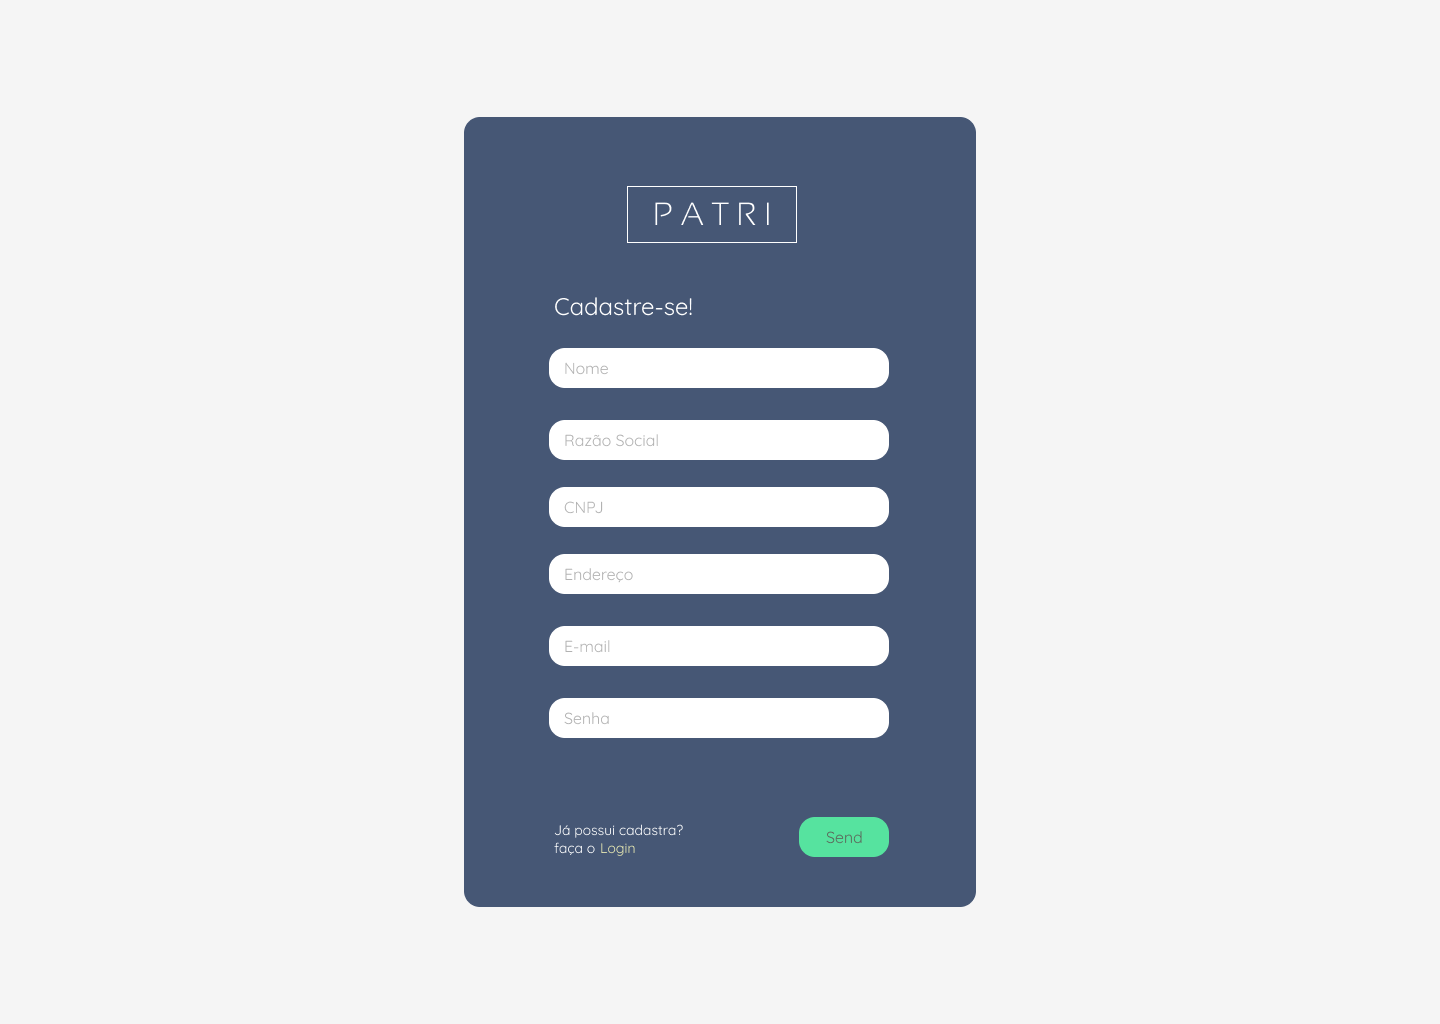 PATRI
Cadastre-se!
Nome
Razão Social
CNPJ
Endereço
E-mail
Senha
Já possui cadastra?
faça o Login
Send